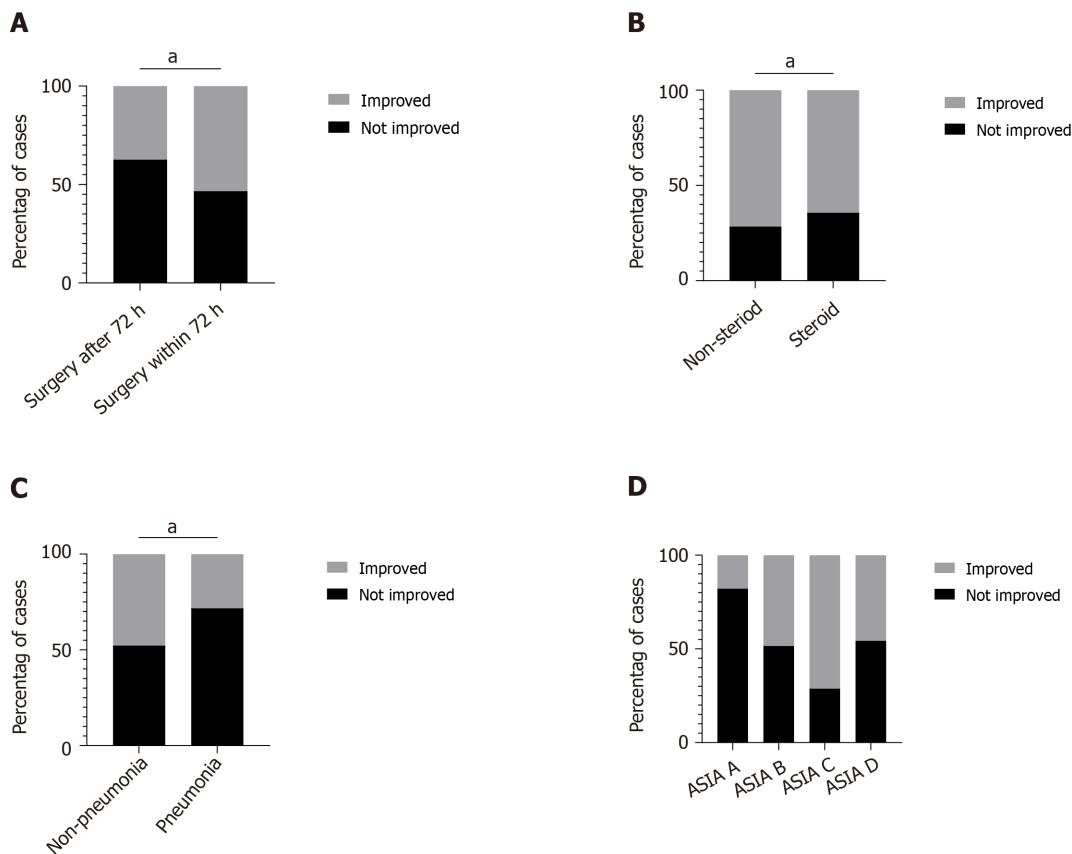 A
a
100
50
0
Percentag of cases
Improved
Not improved
Surgery after 72 h
Surgery within 72 h
B
a
100
50
0
Percentag of cases
Improved
Not improved
Non-steriod
Steroid
C
a
100
50
0
Percentag of cases
Improved
Not improved
Non-pneumonia
Pneumonia
D
100
50
0
Percentag of cases
Improved
Not improved
ASIA A
ASIA B
ASIA C
ASIA D